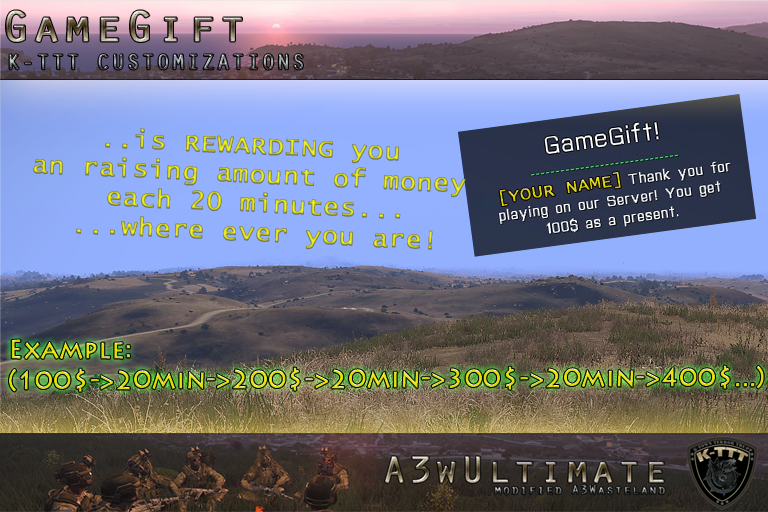 GameGift
K-TTT Customizations
..is REWARDING you
an raising amount of money
each 20 minutes...
...where ever you are!
GameGift!
[YOUR NAME] Thank you for
playing on our Server! You get
100$ as a present.
Example:
(100$->20min->200$->20min->300$->20min->400$...)
A3wUltimate
modified A3Wasteland
K-TTT